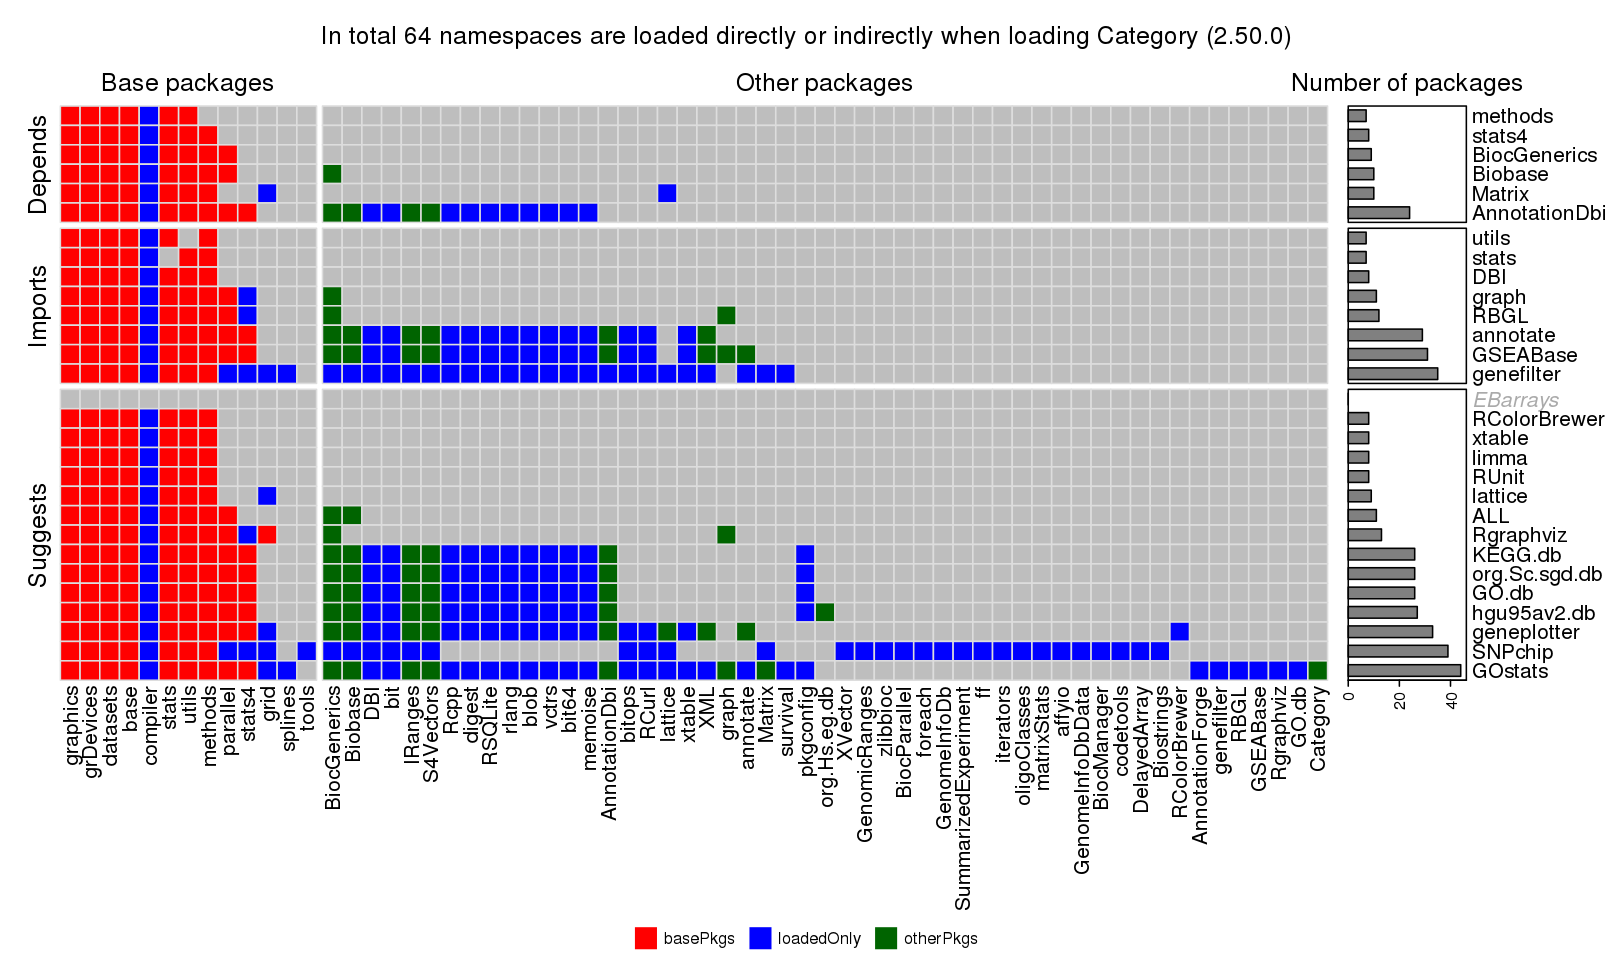 In total 64 namespaces are loaded directly or indirectly when loading Category (2.50.0)
Base packages
Other packages
Number of packages
Depends
methods
stats4
BiocGenerics
Biobase
Matrix
AnnotationDbi
Imports
utils
stats
DBI
graph
RBGL
annotate
GSEABase
genefilter
Suggests
EBarrays
RColorBrewer
xtable
limma
RUnit
lattice
ALL
Rgraphviz
KEGG.db
org.Sc.sgd.db
GO.db
hgu95av2.db
geneplotter
SNPchip
GOstats
0
20
40
graphics
grDevices
datasets
base
compiler
stats
utils
methods
parallel
stats4
grid
splines
tools
BiocGenerics
Biobase
DBI
bit
IRanges
S4Vectors
Rcpp
digest
RSQLite
rlang
blob
vctrs
bit64
memoise
AnnotationDbi
bitops
RCurl
lattice
xtable
XML
graph
annotate
Matrix
survival
pkgconfig
org.Hs.eg.db
XVector
GenomicRanges
zlibbioc
BiocParallel
foreach
GenomeInfoDb
SummarizedExperiment
ff
iterators
oligoClasses
matrixStats
affyio
GenomeInfoDbData
BiocManager
codetools
DelayedArray
Biostrings
RColorBrewer
AnnotationForge
genefilter
RBGL
GSEABase
Rgraphviz
GO.db
Category
basePkgs
loadedOnly
otherPkgs